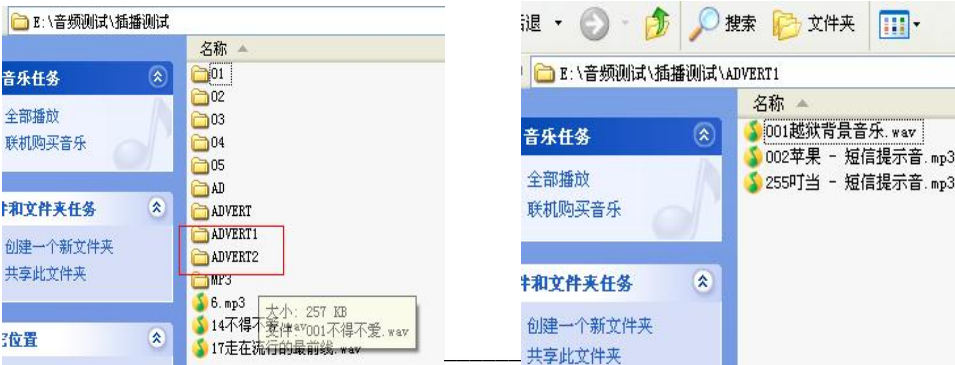 E:\音频测试\插播测试
名称
音乐任务
全部播放
联机购买音乐
件和文件夹任务
创建一个新文件夹
共享此文件夹
它位置
01
02
03
04
05
AD
ADVERT
ADVERT1
ADVERT2
MP3
6.mp3
14不得不爱.wav
17走在流行的最前线.wav
大小: 257 KB
文件: 001不得不爱.wav
后退
搜索
文件夹
E:\音频测试\插播测试\ADVERT1
名称
音乐任务
全部播放
联机购买音乐
件和文件夹任务
创建一个新文件夹
共享此文件夹
001越狱背景音乐.wav
002苹果 - 短信提示音.mp3
255叮当 - 短信提示音.mp3